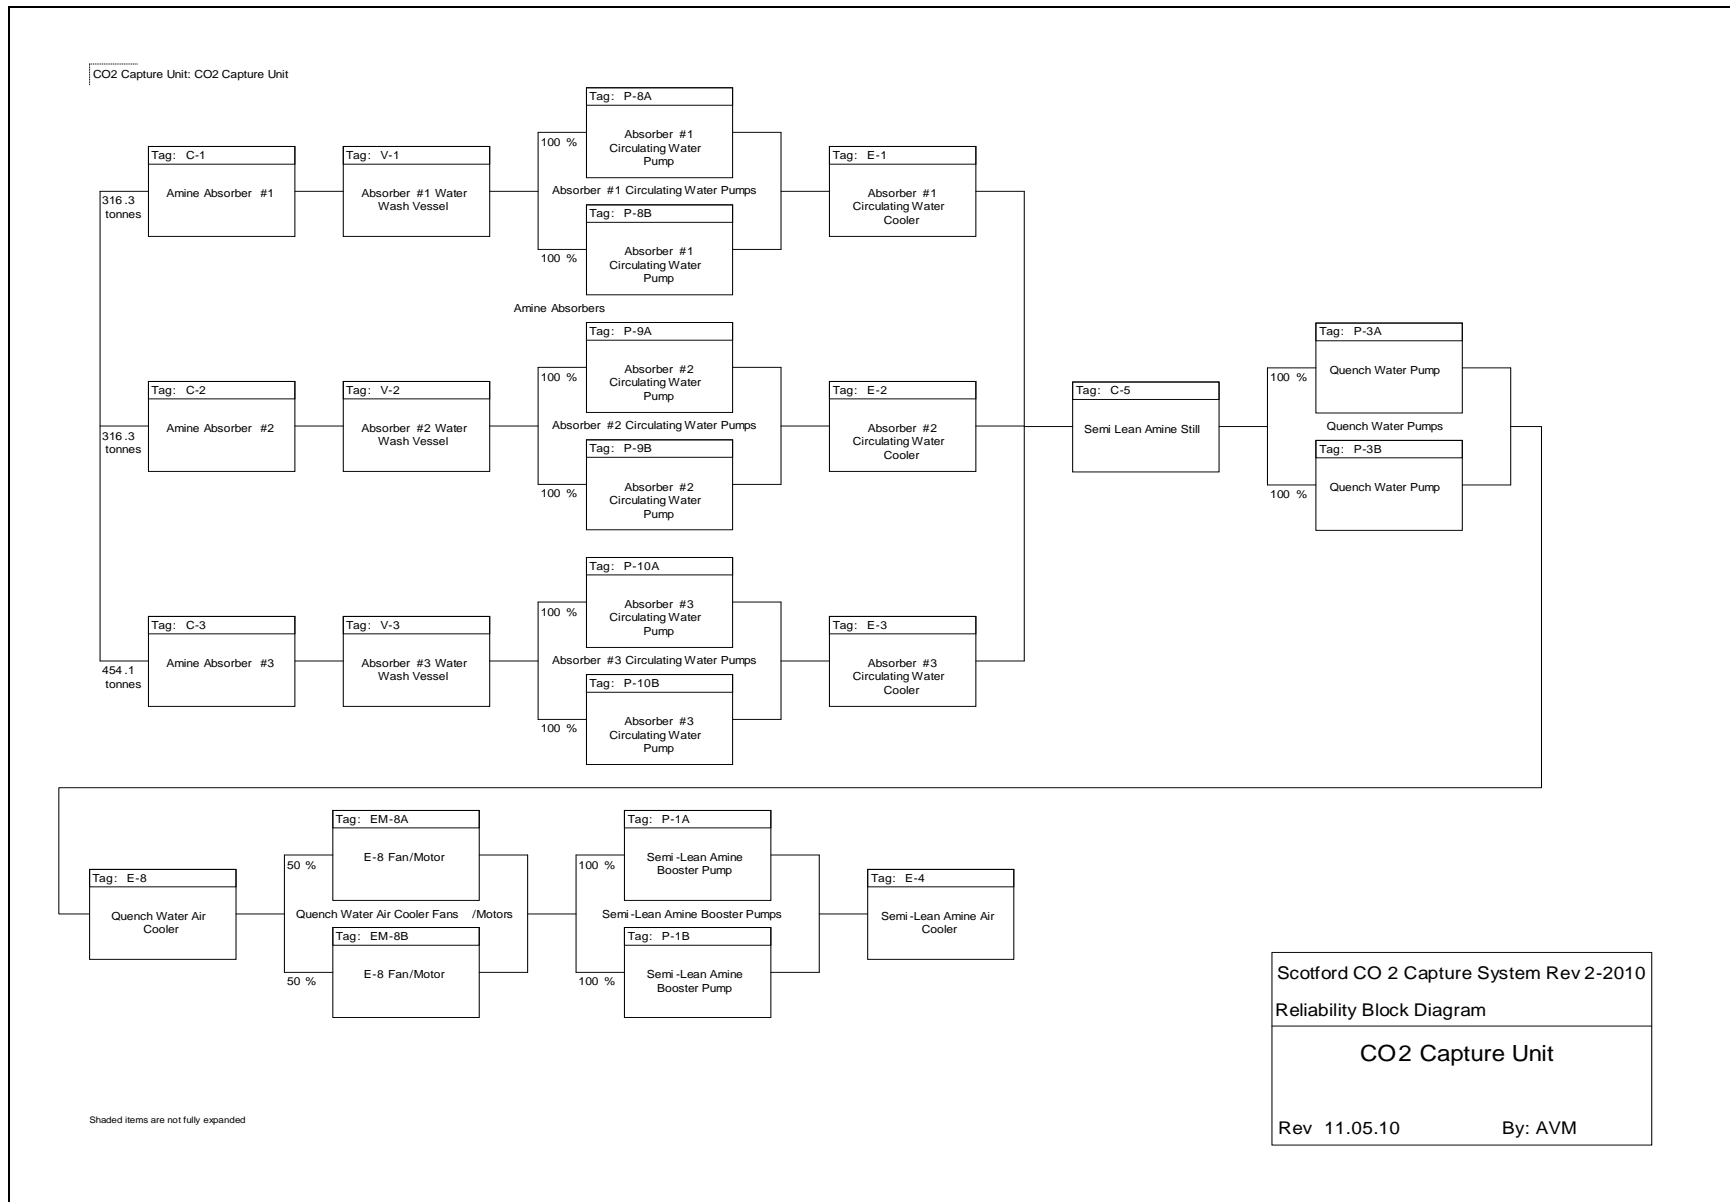 CO2 Capture Unit: CO2 Capture Unit
Tag: P-8A
Absorber #1
Circulating Water
Pump
100 %
Tag: C-1
Amine Absorber #1
316.3
tonnes
Tag: V-1
Absorber #1 Water
Wash Vessel
Absorber #1 Circulating Water Pumps
Tag: P-8B
Absorber #1
Circulating Water
Pump
100 %
Tag: E-1
Absorber #1
Circulating Water
Cooler
Amine Absorbers
Tag: P-9A
Absorber #2
Circulating Water
Pump
100 %
Tag: C-2
Amine Absorber #2
316.3
tonnes
Tag: V-2
Absorber #2 Water
Wash Vessel
Absorber #2 Circulating Water Pumps
Tag: P-9B
Absorber #2
Circulating Water
Pump
100 %
Tag: E-2
Absorber #2
Circulating Water
Cooler
Tag: C-5
Semi Lean Amine Still
Tag: P-3A
Quench Water Pump
100 %
Quench Water Pumps
Tag: P-3B
Quench Water Pump
100 %
Tag: P-10A
Absorber #3
Circulating Water
Pump
100 %
Tag: C-3
Amine Absorber #3
454.1
tonnes
Tag: V-3
Absorber #3 Water
Wash Vessel
Absorber #3 Circulating Water Pumps
Tag: P-10B
Absorber #3
Circulating Water
Pump
100 %
Tag: E-3
Absorber #3
Circulating Water
Cooler
Tag: E-8
Quench Water Air
Cooler
Tag: EM-8A
E-8 Fan/Motor
50 %
Quench Water Air Cooler Fans /Motors
Tag: EM-8B
E-8 Fan/Motor
50 %
Tag: P-1A
Semi-Lean Amine
Booster Pump
100 %
Semi-Lean Amine Booster Pumps
Tag: P-1B
Semi-Lean Amine
Booster Pump
100 %
Tag: E-4
Semi-Lean Amine Air
Cooler
Scotford CO 2 Capture System Rev 2-2010
Reliability Block Diagram
CO2 Capture Unit
Rev 11.05.10 By: AVM
Shaded items are not fully expanded